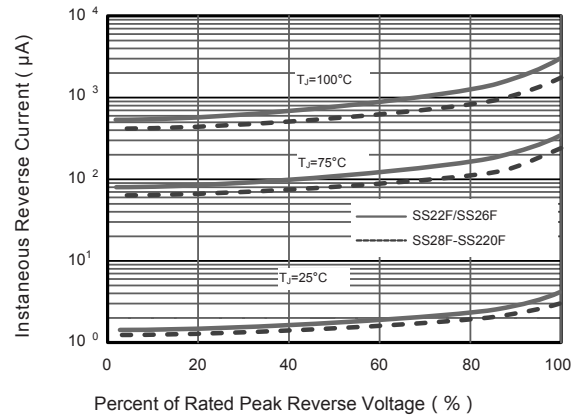 Instaneous Reverse Current ( μA)
10 4
10 3
10 2
10 1
10 0
TJ=100°C
TJ=75°C
SS22F/SS26F
SS28F-SS220F
TJ=25°C
0 20 40 60 80 100
Percent of Rated Peak Reverse Voltage ( % )